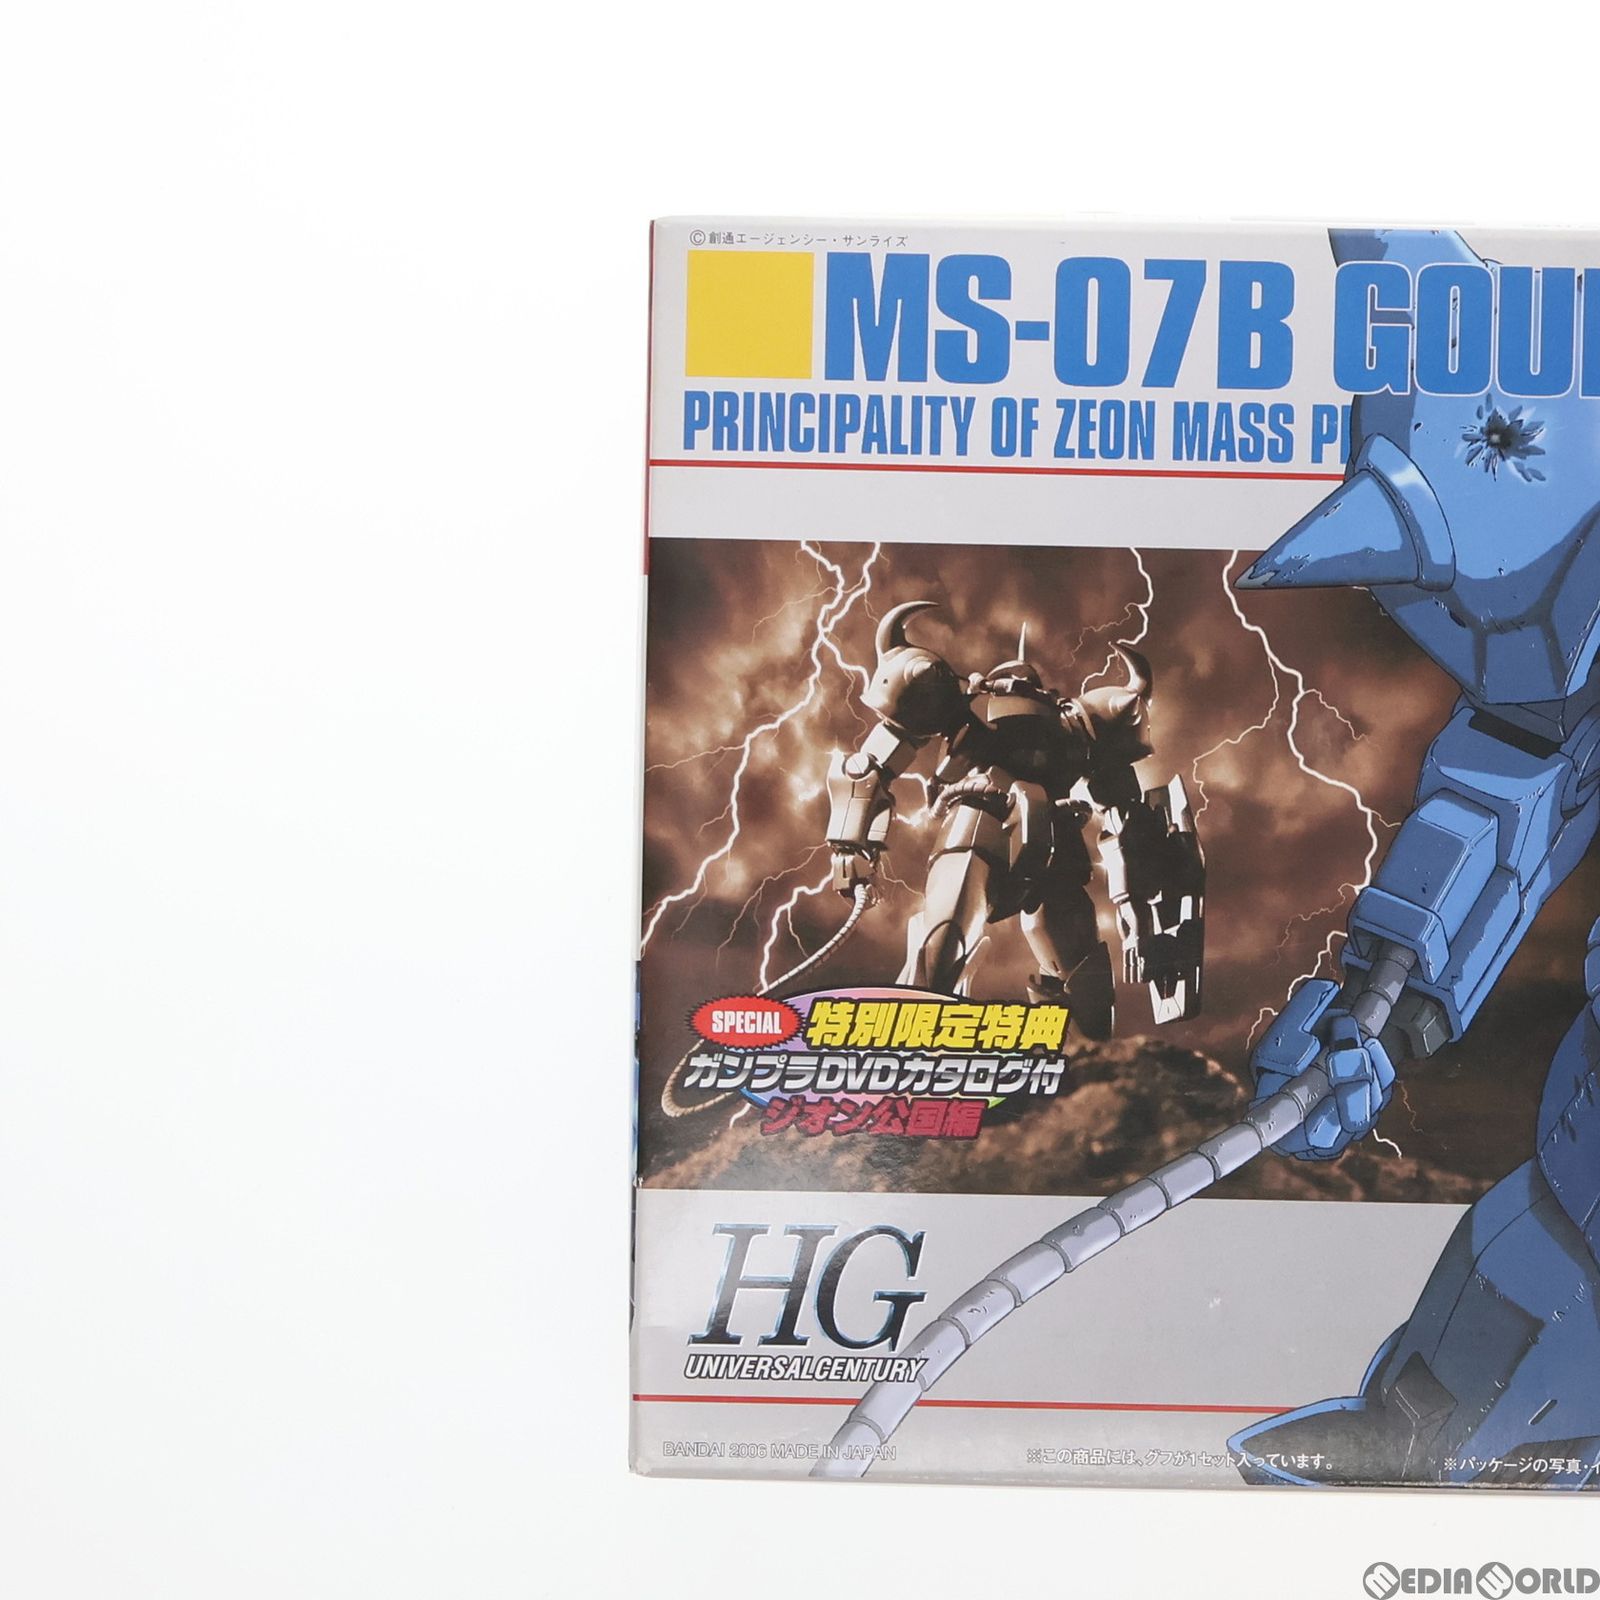 ©創通エージェンシー・サンライズ
MS-07B GOU
PRINCIPALITY OF ZEON MASS P
SPECIAL 特別限定特典
ガンプラDVDカタログ付
ジオン公国編
HG
UNIVERSALCENTURY
BANDAI 2006 MADE IN JAPAN
※この商品には、グフが1セット入っています。
※パッケージの写真・イ
MEDIAWORLD